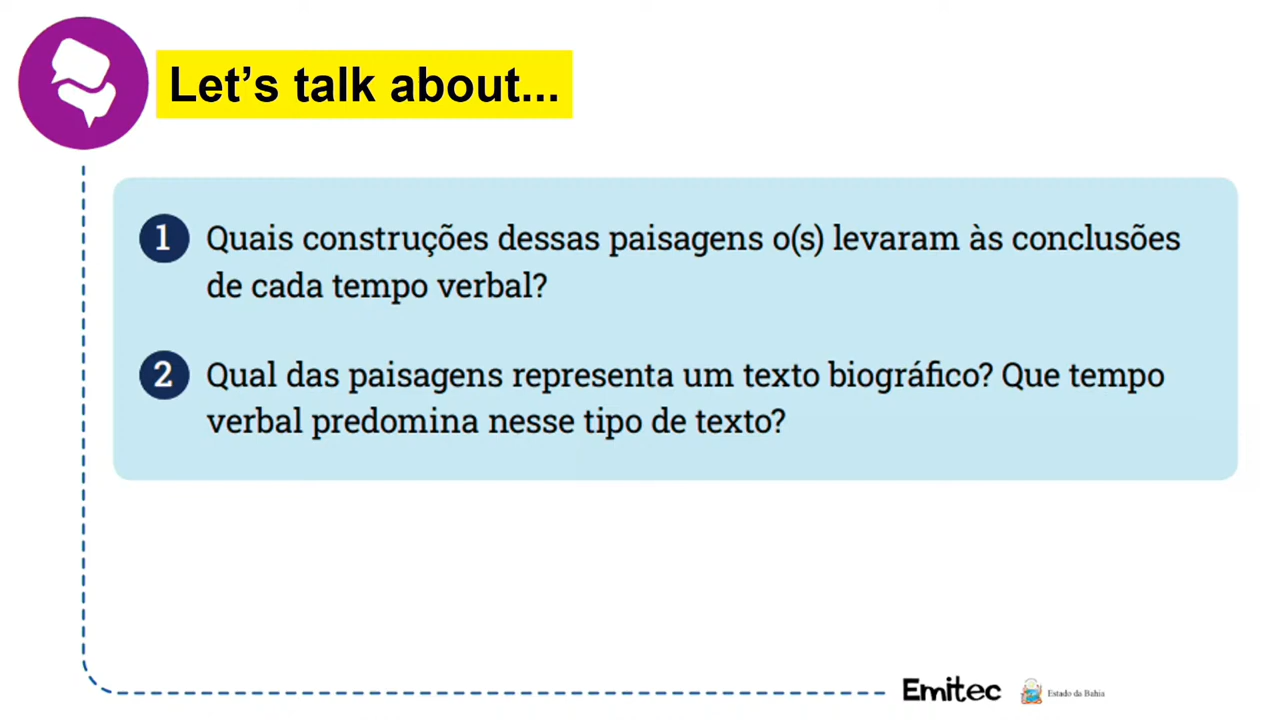 Let’s talk about...
1 Quais construções dessas paisagens o(s) levaram às conclusões
de cada tempo verbal?
2 Qual das paisagens representa um texto biográfico? Que tempo
verbal predomina nesse tipo de texto?
Emitec Estado da Bahia